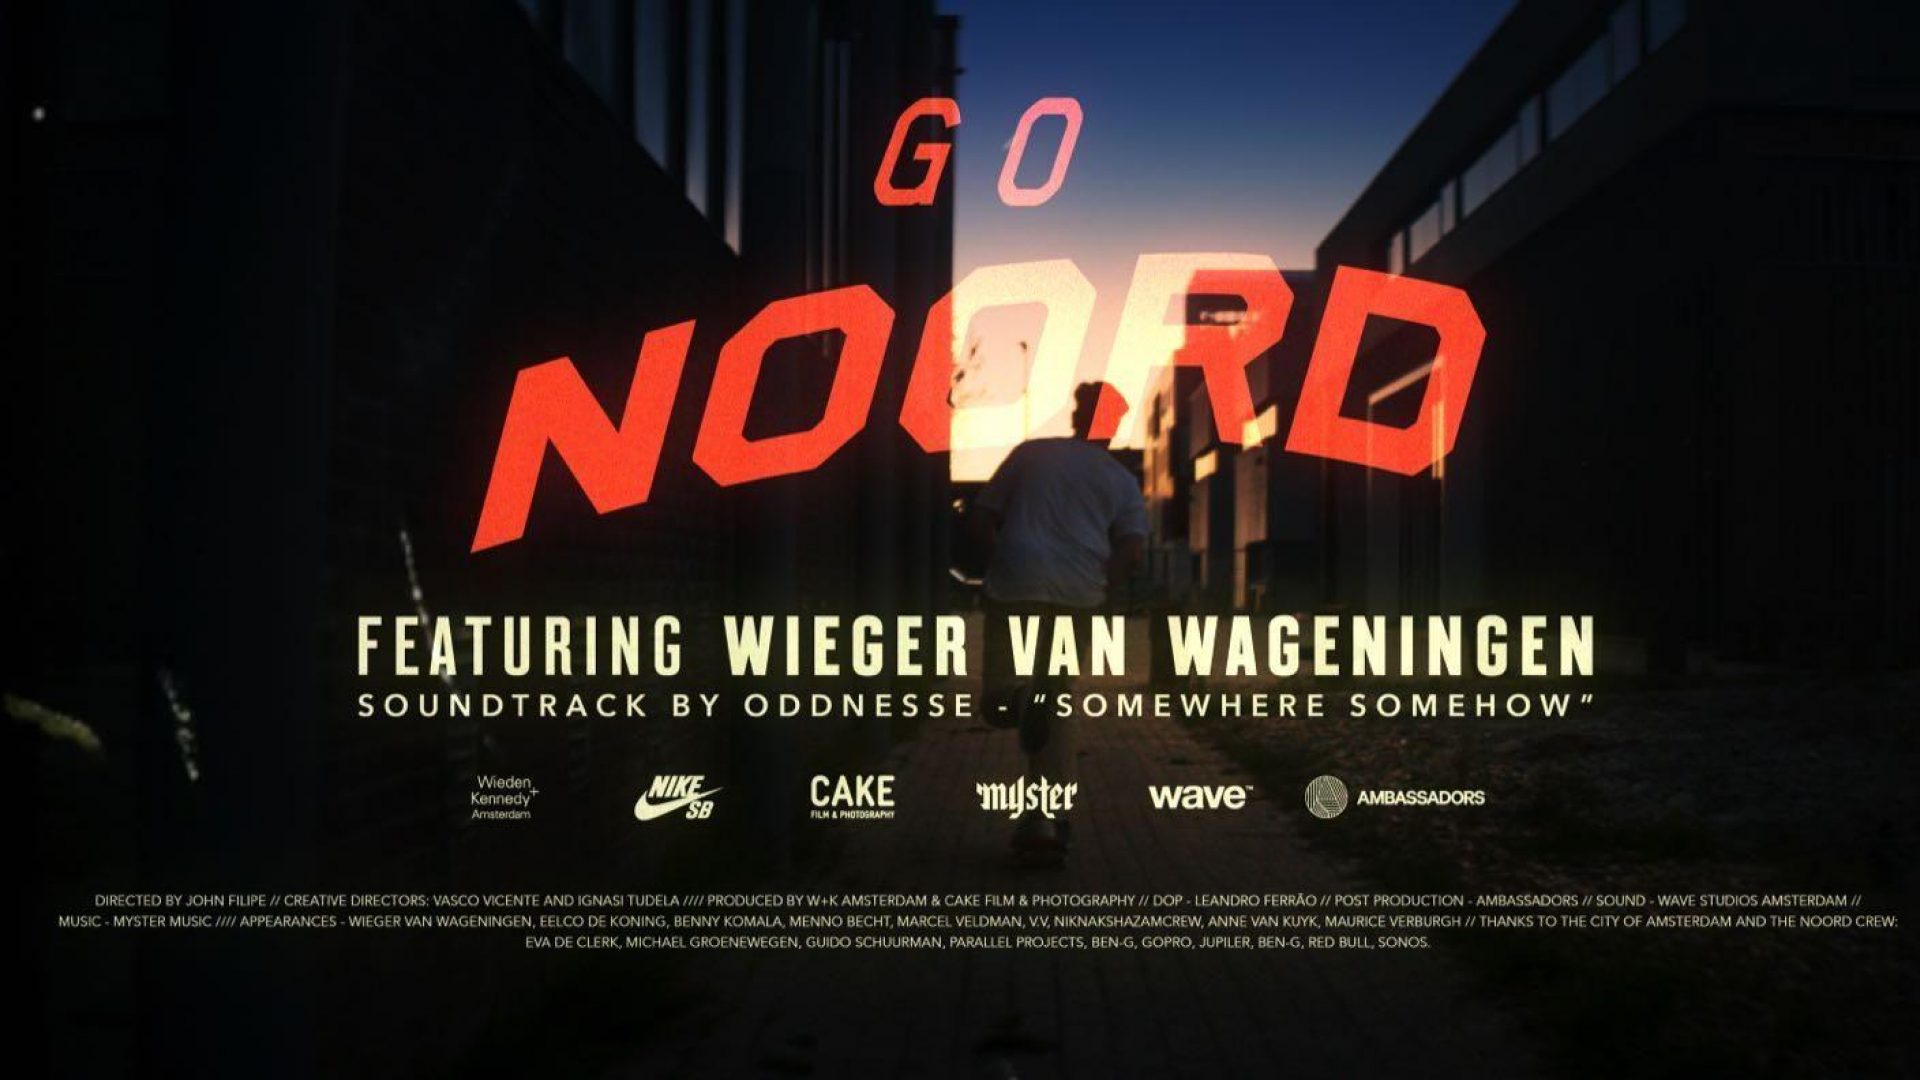 GO
NOORD
FEATURING WIEGER VAN WAGENINGEN
SOUNDTRACK BY ODDNESSE - "SOMEWHERE SOMEHOW"
Wieden
Kennedy+
Amsterdam
NIKE
SB
CAKE
FILM & PHOTOGRAPHY
myster
wave™
AMBASSADORS
DIRECTED BY JOHN FILIPE // CREATIVE DIRECTORS: VASCO VICENTE AND IGNASI TUDELA //// PRODUCED BY W+K AMSTERDAM & CAKE FILM & PHOTOGRAPHY // DOP - LEANDRO FERRÃO // POST PRODUCTION - AMBASSADORS // SOUND - WAVE STUDIOS AMSTERDAM //
MUSIC - MYSTER MUSIC //// APPEARANCES - WIEGER VAN WAGENINGEN, EELCO DE KONING, BENNY KOMALA, MENNO BECHT, MARCEL VELDMAN, V.V, NIKNAKSHAZAMCREW, ANNE VAN KUYK, MAURICE VERBURGH // THANKS TO THE CITY OF AMSTERDAM AND THE NOORD CREW:
EVA DE CLERK, MICHAEL GROENEWEGEN, GUIDO SCHUURMAN, PARALLEL PROJECTS, BEN-G, GOPRO, JUPILER, BEN-G, RED BULL, SONOS.